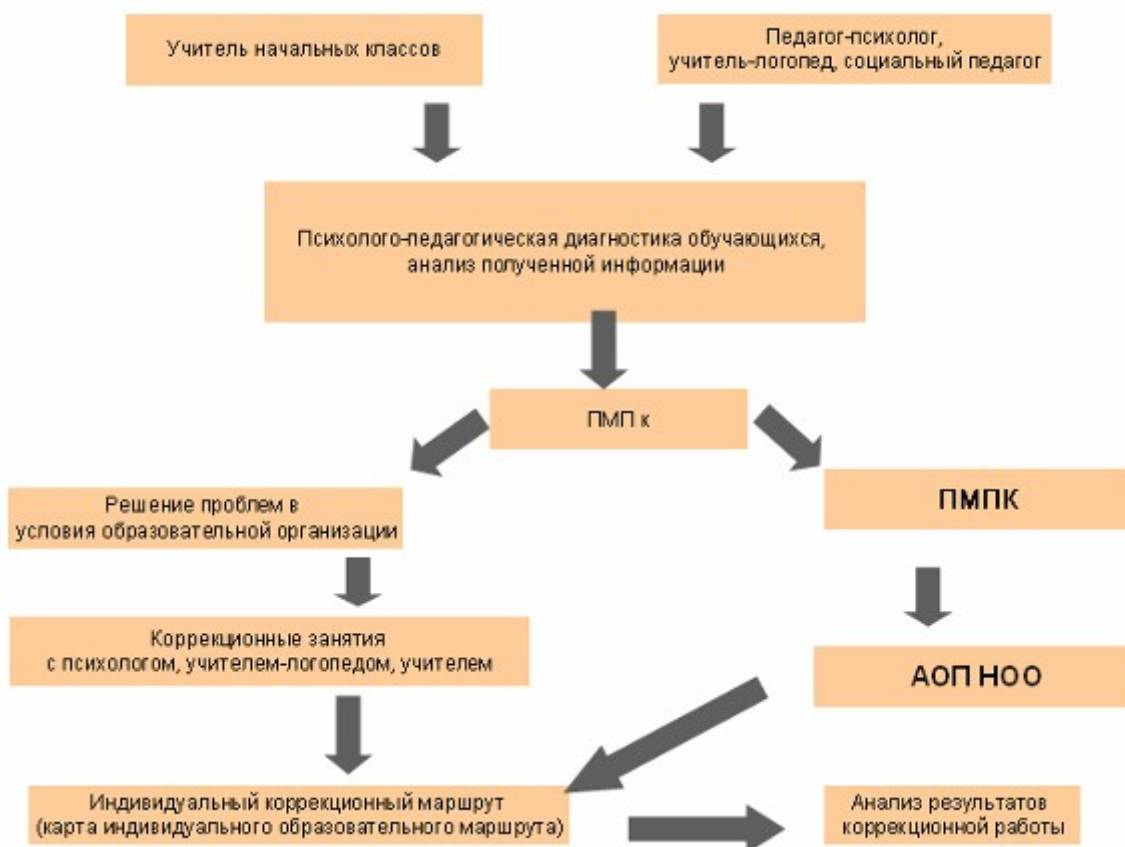 Учитель начальных классов
Педагог-психолог,
учитель-логопед, социальный педагог
Психолого-педагогическая диагностика обучающихся,
анализ полученной информации
ПМП к
Решение проблем в
условия образовательной организации
ПМПК
Коррекционные занятия
с психологом, учителем-логопедом, учителем
АОП НОО
Индивидуальный коррекционный маршрут
(карта индивидуального образовательного маршрута)
Анализ результатов
коррекционной работы